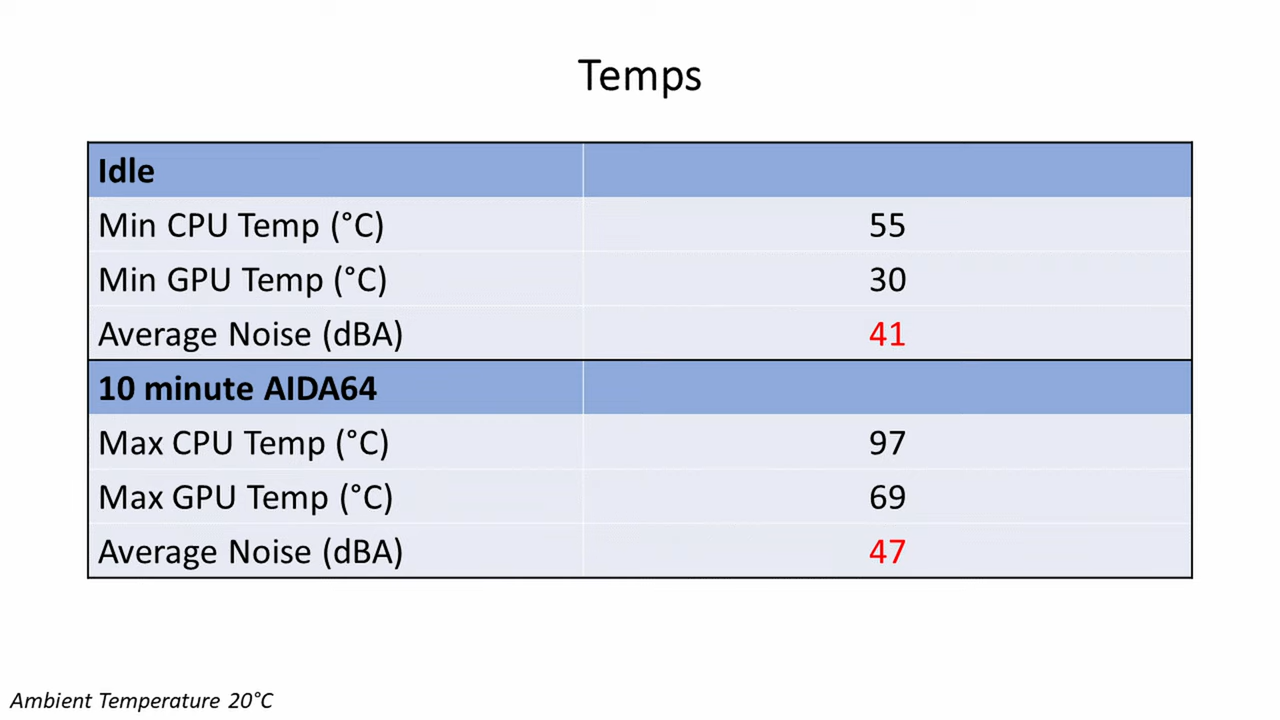 Temps
Idle
Min CPU Temp (°C) 55
Min GPU Temp (°C) 30
Average Noise (dBA) 41
10 minute AIDA64
Max CPU Temp (°C) 97
Max GPU Temp (°C) 69
Average Noise (dBA) 47
Ambient Temperature 20°C